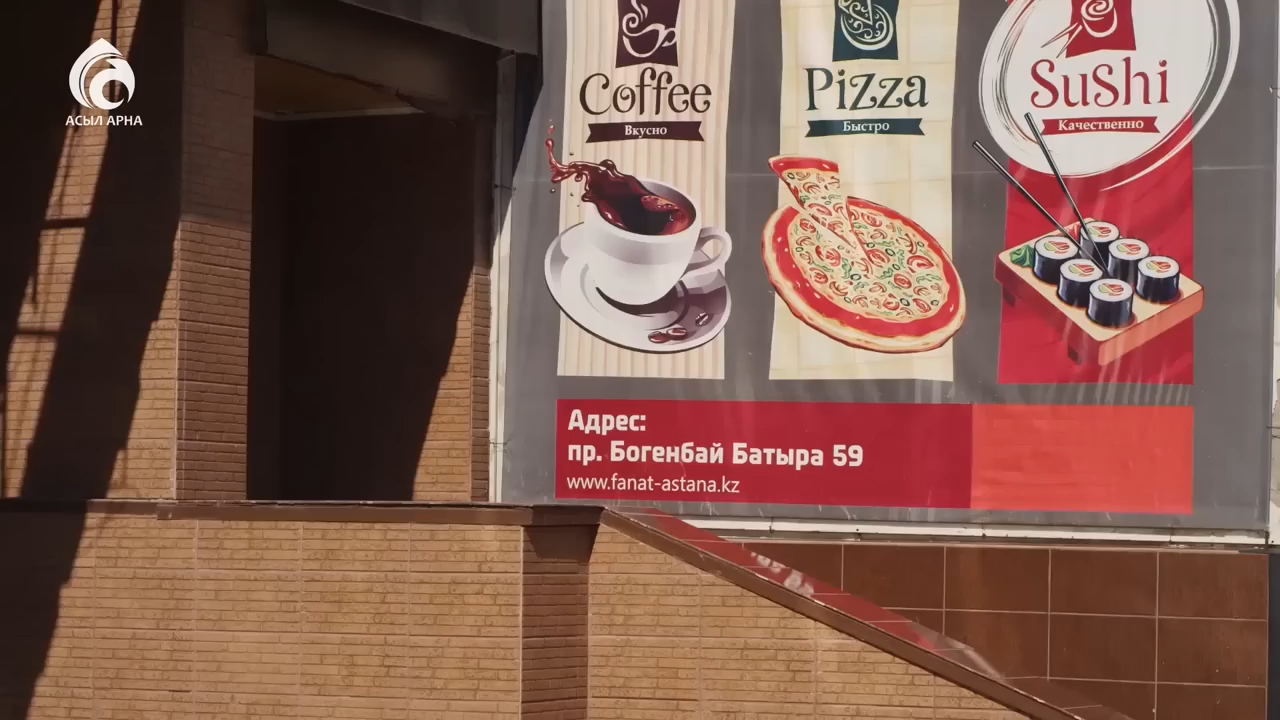 АСЫЛ АРНА
Coffee
Вкусно
PiZza
Быстро
SuShi
Качественно
Адрес:
пр. Богенбай Батыра 59
www.fanat-astana.kz